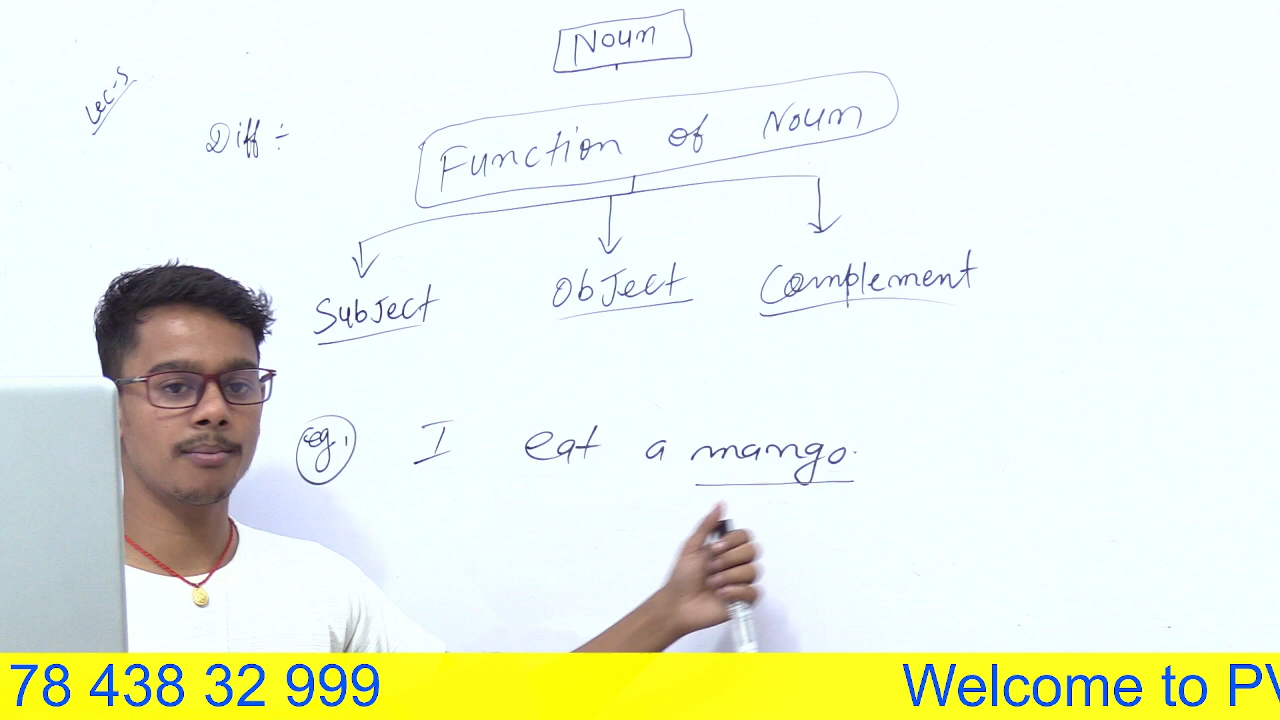 Noun
Lec-5
Diff ÷
Function of Noun
Subject Object Complement
eg. I eat a mango.
78 438 32 999 Welcome to PV